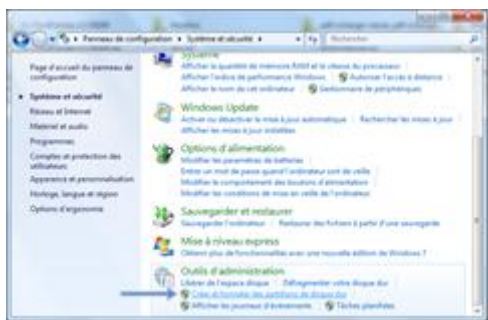 Panneau de configuration ▸ Système et sécurité ▸
Rechercher
Page d'accueil du panneau de configuration
Système et sécurité
Réseau et Internet
Matériel et audio
Programmes
Comptes et protection des utilisateurs
Apparence et personnalisation
Horloge, langue et région
Options d'ergonomie
Système
Afficher la quantité de mémoire RAM et la vitesse du processeur
Afficher l'indice de performance Windows
Autoriser l'accès à distance
Afficher le nom de cet ordinateur
Gestionnaire de périphériques
Windows Update
Activer ou désactiver la mise à jour automatique
Rechercher les mises à jour
Afficher les mises à jour installées
Options d'alimentation
Modifier les paramètres de batteries
Entrer un mot de passe quand l'ordinateur sort de veille
Modifier le comportement des boutons d'alimentation
Modifier les conditions de mise en veille de l'ordinateur
Sauvegarder et restaurer
Sauvegarder l'ordinateur
Restaurer des fichiers à partir d'une sauvegarde
Mise à niveau express
Obtenir plus de fonctionnalités avec une nouvelle édition de Windows 7
Outils d'administration
Libérer de l'espace disque
Défragmenter votre disque dur
Créer et formater des partitions de disque dur
Afficher les journaux d'événements
Tâches planifiées